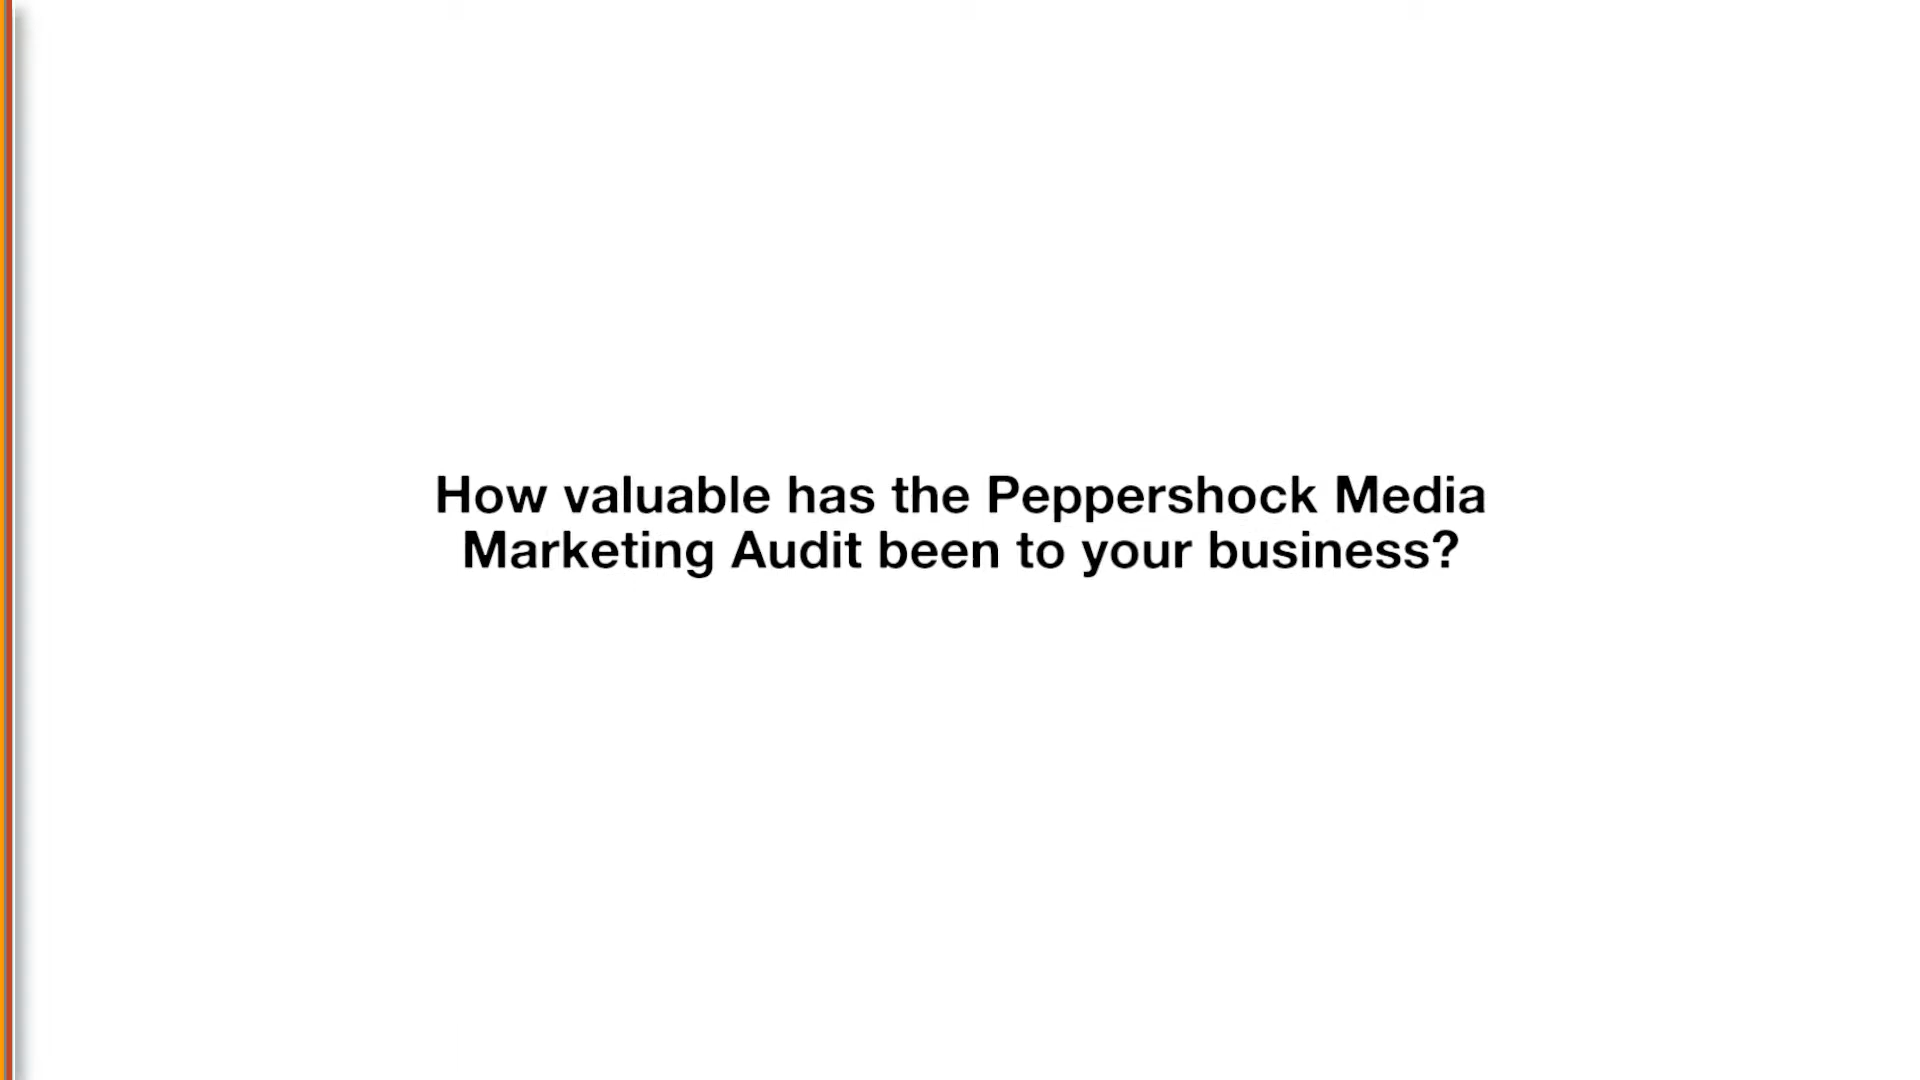 How valuable has the Peppershock Media
Marketing Audit been to your business?